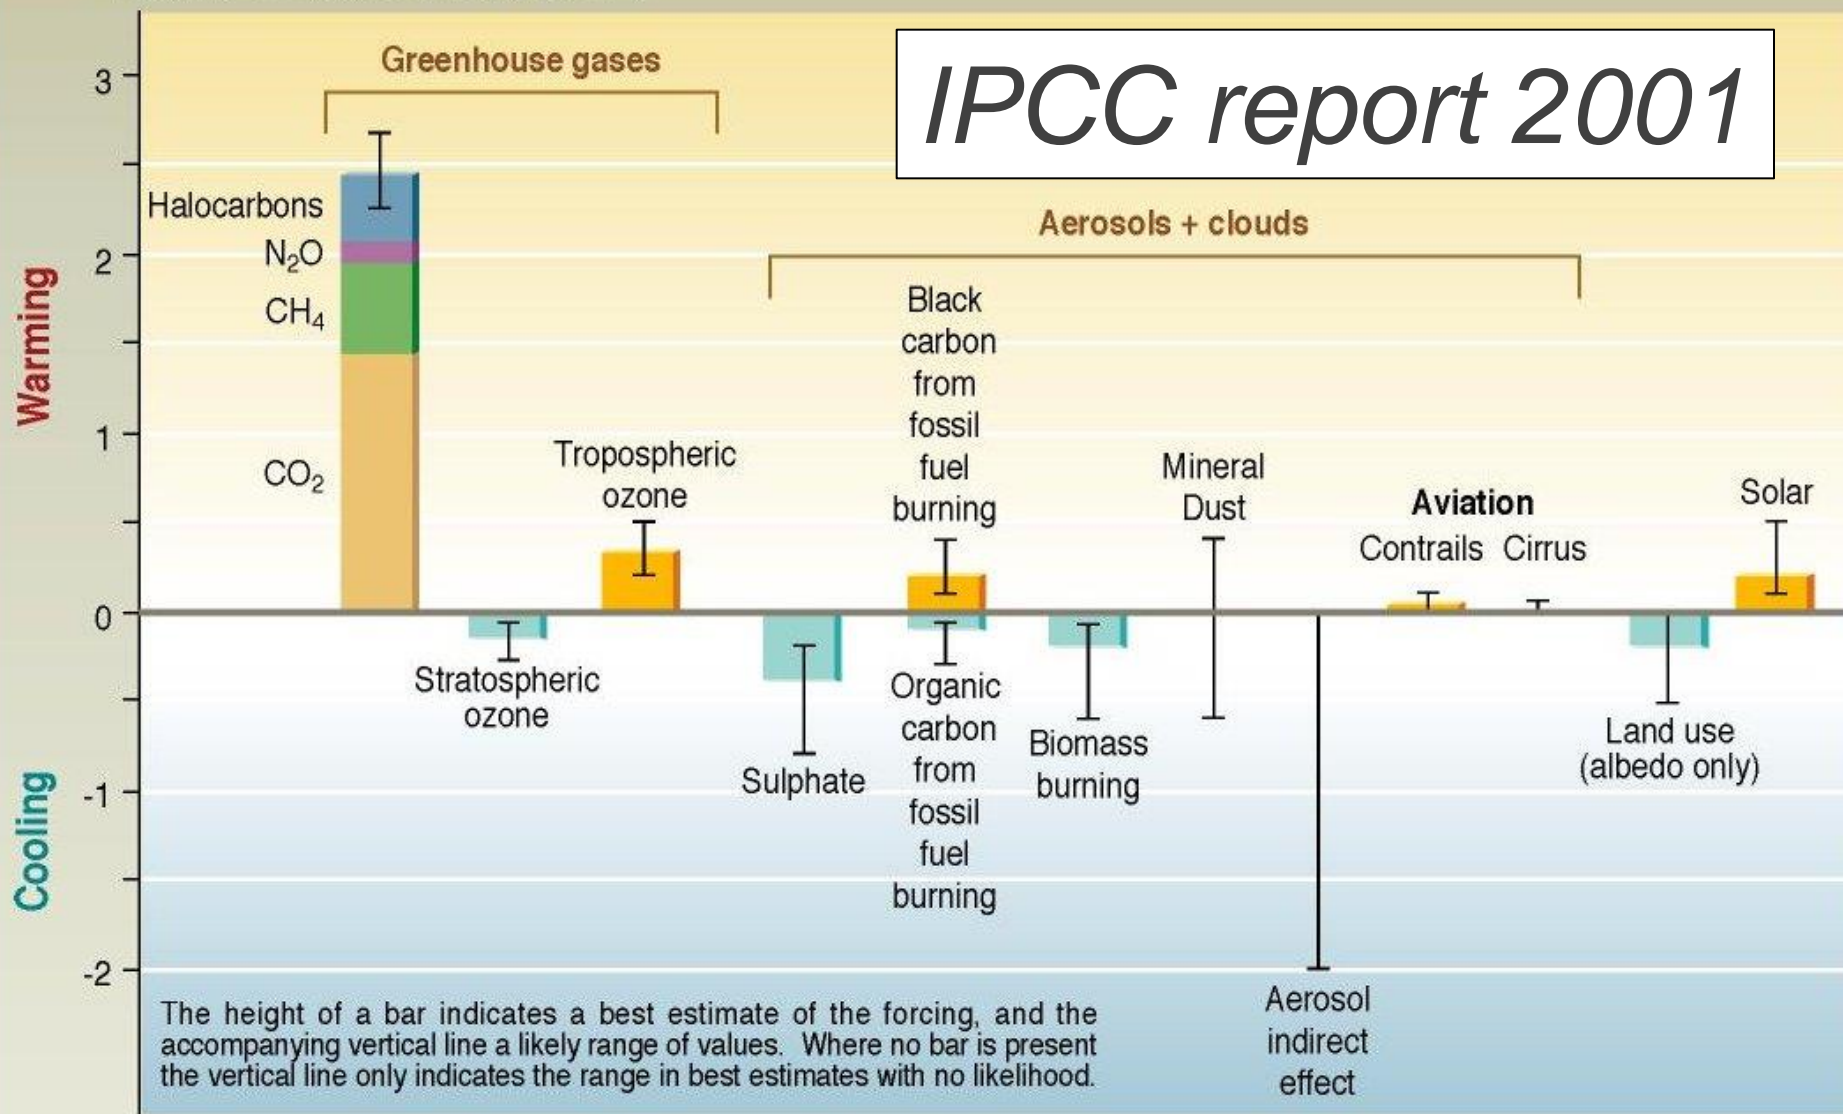 IPCC report 2001
Greenhouse gases
Aerosols + clouds
Warming
Cooling
3
2
1
0
-1
-2
Halocarbons
N₂O
CH₄
CO₂
Stratospheric
ozone
Tropospheric
ozone
Sulphate
Black
carbon
from
fossil
fuel
burning
Organic
carbon
from
fossil
fuel
burning
Biomass
burning
Mineral
Dust
Aerosol
indirect
effect
Aviation
Contrails Cirrus
Land use
(albedo only)
Solar
The height of a bar indicates a best estimate of the forcing, and the
accompanying vertical line a likely range of values. Where no bar is present
the vertical line only indicates the range in best estimates with no likelihood.